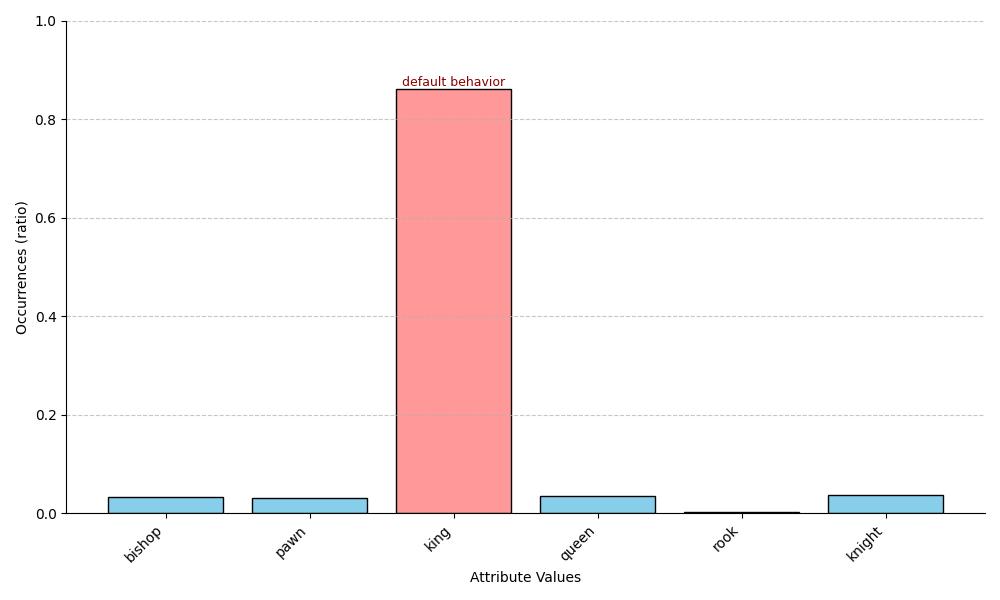 1.0
default behavior
0.8
0.6
0.4
0.2
0.0
Occurrences (ratio)
bishop
pawn
king
queen
rook
knight
Attribute Values